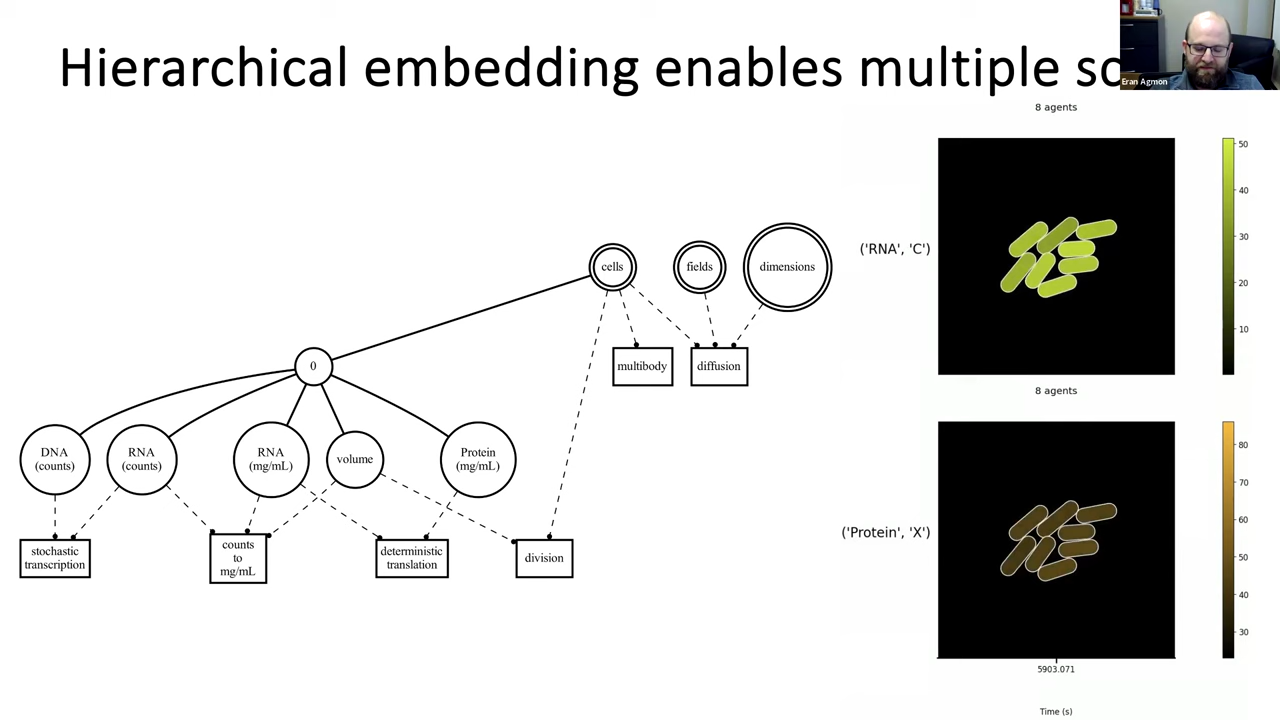 Hierarchical embedding enables multiple sc
Eran Agmon
8 agents
('RNA', 'C')
50
40
30
20
10
cells
fields
dimensions
multibody
diffusion
0
DNA
(counts)
RNA
(counts)
RNA
(mg/mL)
volume
Protein
(mg/mL)
stochastic
transcription
counts
to
mg/mL
deterministic
translation
division
8 agents
('Protein', 'X')
80
70
60
50
40
30
5903.071
Time (s)